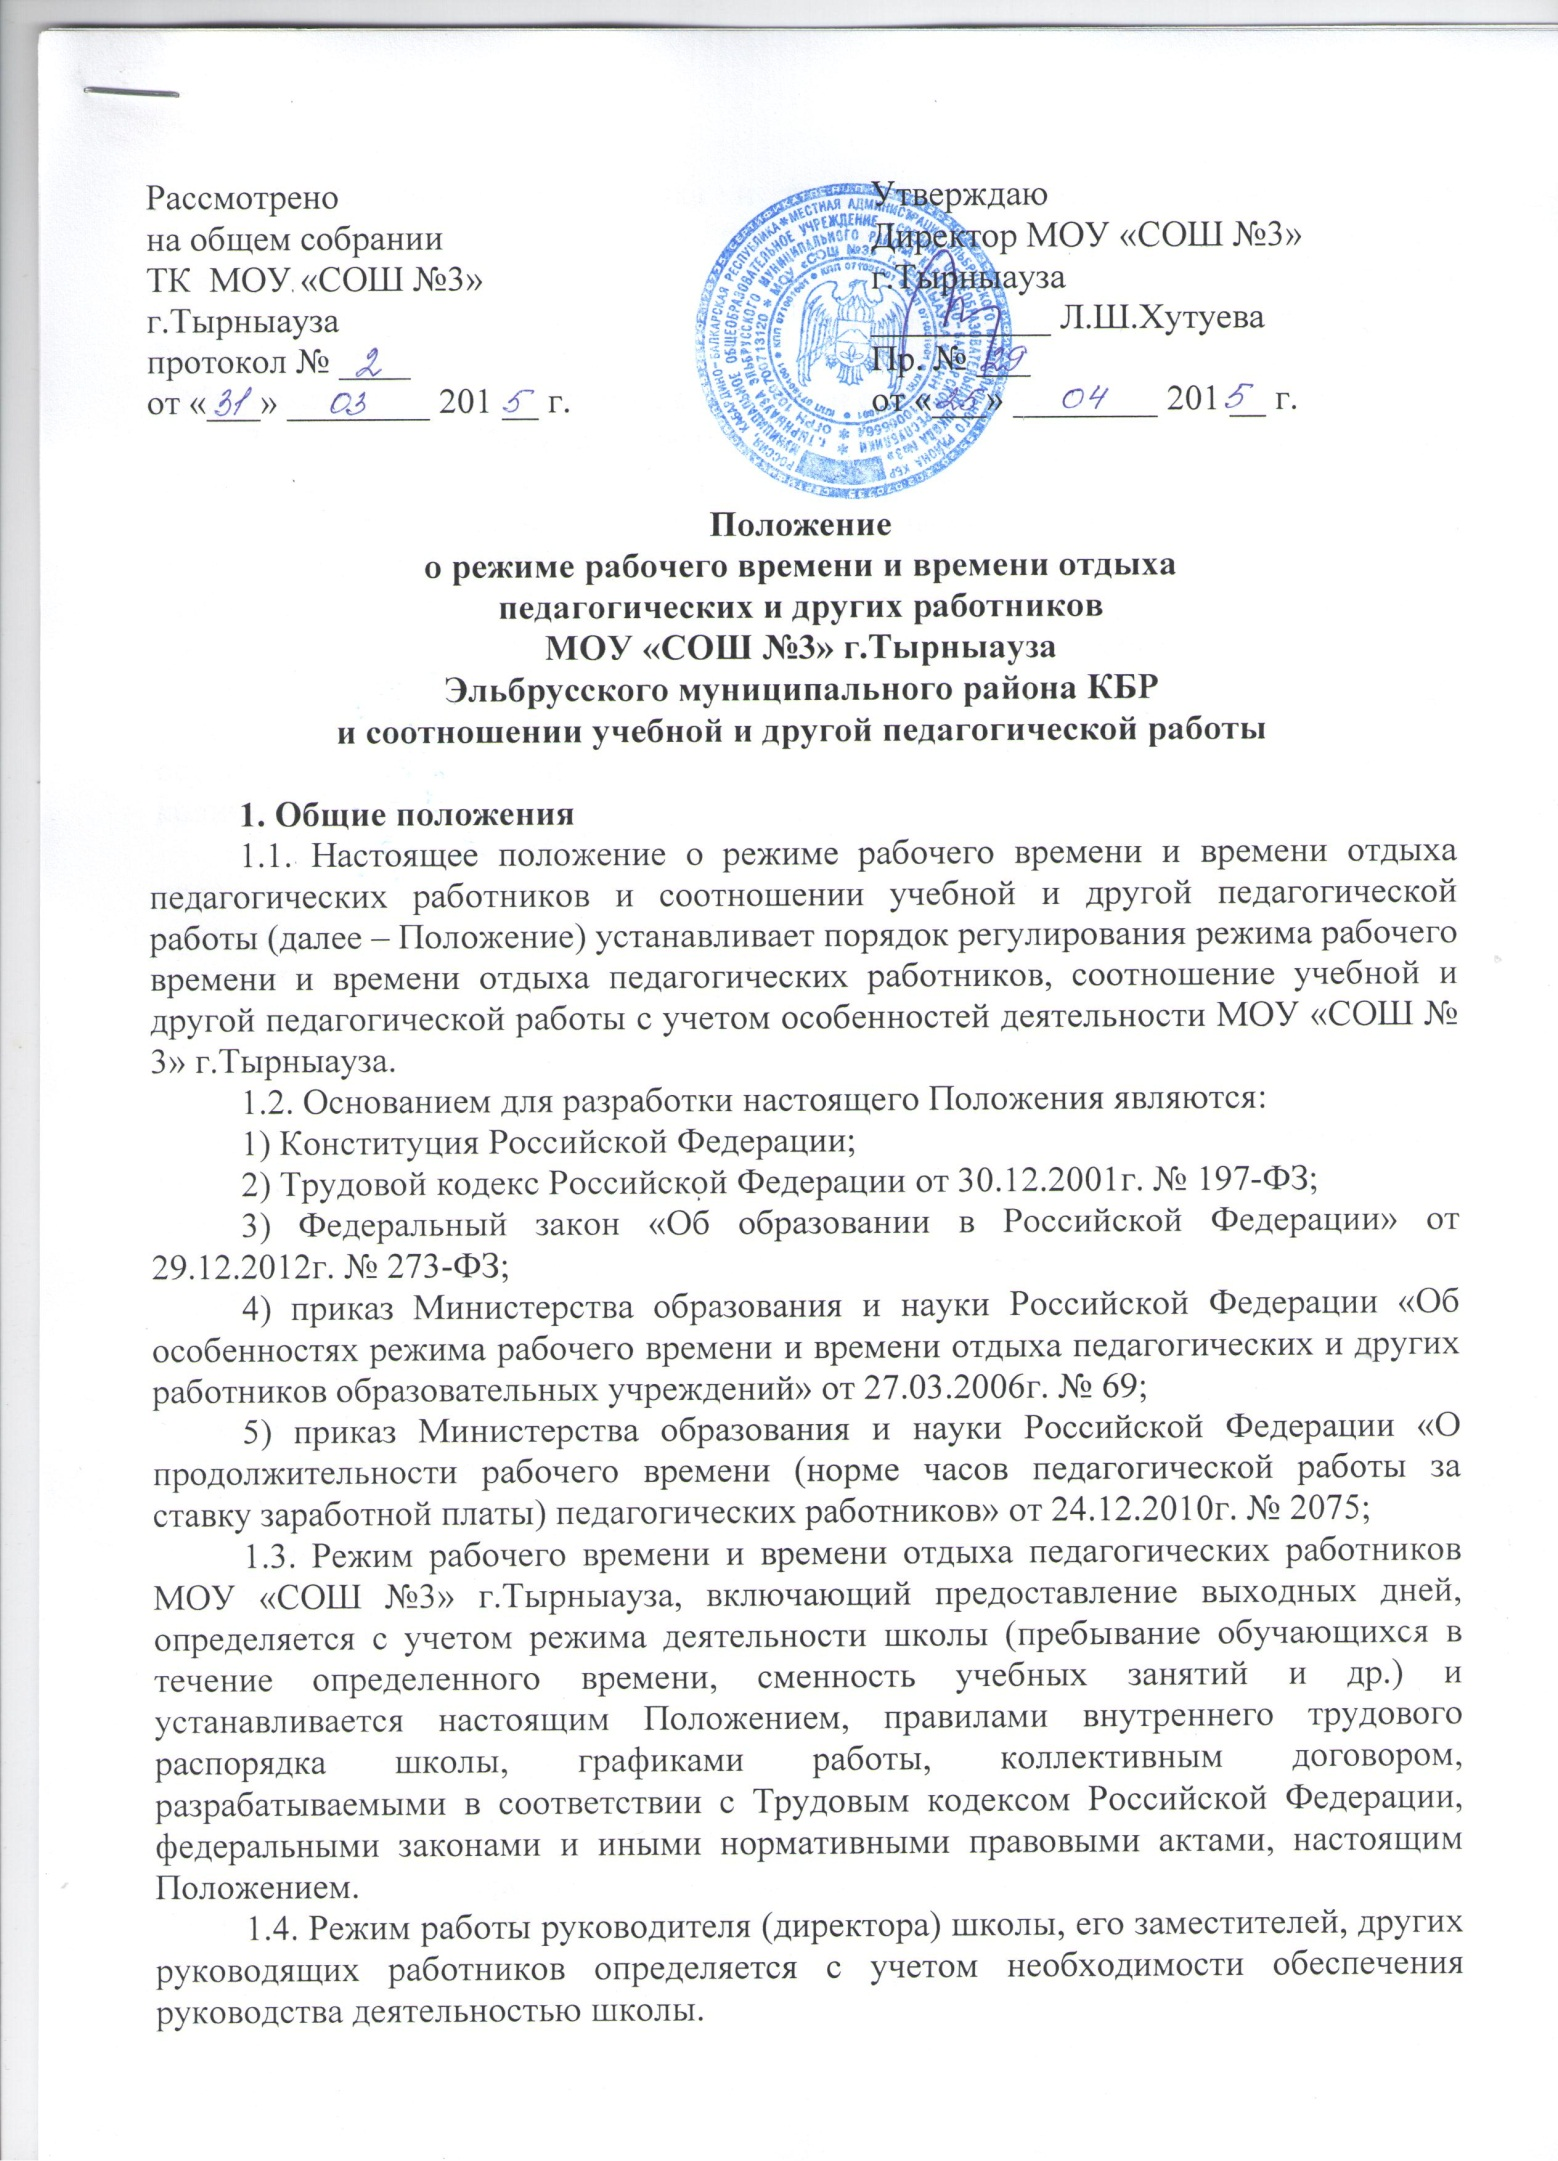 Рассмотрено
на общем собрании
ТК МОУ «СОШ №3»
г.Тырныауза
протокол № 2
от «31» 03 2015 г.
Утверждаю
Директор МОУ «СОШ №3»
г.Тырныауза
Л.Ш.Хутуева
Пр. № 129
от « » 04 2015 г.
Положение
о режиме рабочего времени и времени отдыха
педагогических и других работников
МОУ «СОШ №3» г.Тырныауза
Эльбрусского муниципального района КБР
и соотношении учебной и другой педагогической работы
1. Общие положения
1.1. Настоящее положение о режиме рабочего времени и времени отдыха
педагогических работников и соотношении учебной и другой педагогической
работы (далее – Положение) устанавливает порядок регулирования режима рабочего
времени и времени отдыха педагогических работников, соотношение учебной и
другой педагогической работы с учетом особенностей деятельности МОУ «СОШ №
3» г.Тырныауза.
1.2. Основанием для разработки настоящего Положения являются:
1) Конституция Российской Федерации;
2) Трудовой кодекс Российской Федерации от 30.12.2001г. № 197-ФЗ;
3) Федеральный закон «Об образовании в Российской Федерации» от
29.12.2012г. № 273-ФЗ;
4) приказ Министерства образования и науки Российской Федерации «Об
особенностях режима рабочего времени и времени отдыха педагогических и других
работников образовательных учреждений» от 27.03.2006г. № 69;
5) приказ Министерства образования и науки Российской Федерации «О
продолжительности рабочего времени (норме часов педагогической работы за
ставку заработной платы) педагогических работников» от 24.12.2010г. № 2075;
1.3. Режим рабочего времени и времени отдыха педагогических работников
МОУ «СОШ №3» г.Тырныауза, включающий предоставление выходных дней,
определяется с учетом режима деятельности школы (пребывание обучающихся в
течение определенного времени, сменность учебных занятий и др.) и
устанавливается настоящим Положением, правилами внутреннего трудового
распорядка школы, графиками работы, коллективным договором,
разрабатываемыми в соответствии с Трудовым кодексом Российской Федерации,
федеральными законами и иными нормативными правовыми актами, настоящим
Положением.
1.4. Режим работы руководителя (директора) школы, его заместителей, других
руководящих работников определяется с учетом необходимости обеспечения
руководства деятельностью школы.